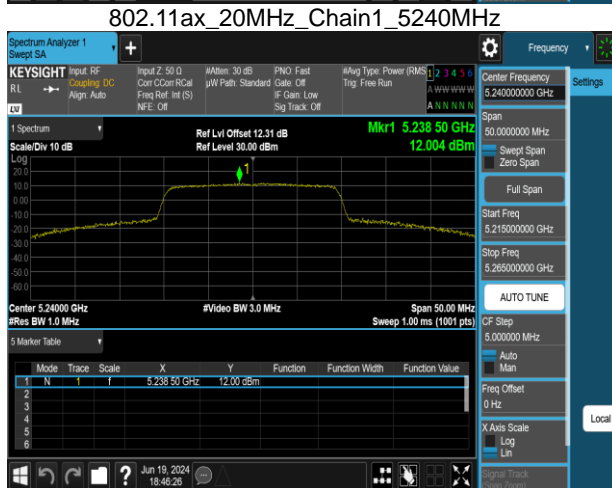 802.11ax_20MHz_Chain1_5240MHz
Spectrum Analyzer 1
Swept SA
Frequency
KEYSIGHT
RL
LXI
Input: RF
Coupling: DC
Align: Auto
Input Z: 50 Ω
Corr CCorr RCal
Freq Ref: Int (S)
NFE: Off
#Atten: 30 dB
µW Path: Standard
PNO: Fast
Gate: Off
IF Gain: Low
Sig Track: Off
#Avg Type: Power (RMS)
Trig: Free Run
1 2 3 4 5 6
A W W W W W
A N N N N N
1 Spectrum
Scale/Div 10 dB
Log
Ref Lvl Offset 12.31 dB
Ref Level 30.00 dBm
Mkr1 5.238 50 GHz
12.004 dBm
1
20.0
10.0
0.00
-10.0
-20.0
-30.0
-40.0
-50.0
-60.0
Center 5.24000 GHz
#Res BW 1.0 MHz
#Video BW 3.0 MHz
Span 50.00 MHz
Sweep 1.00 ms (1001 pts)
5 Marker Table
Mode Trace Scale X Y Function Function Width Function Value
1 N 1 f 5.238 50 GHz 12.00 dBm
2
3
4
5
6
Jun 19, 2024
18:46:26
Center Frequency
5.240000000 GHz
Span
50.0000000 MHz
Swept Span
Zero Span
Full Span
Start Freq
5.215000000 GHz
Stop Freq
5.265000000 GHz
AUTO TUNE
CF Step
5.000000 MHz
Auto
Man
Freq Offset
0 Hz
X Axis Scale
Log
Lin
Signal Track
(Span Zoom)
Settings
Local